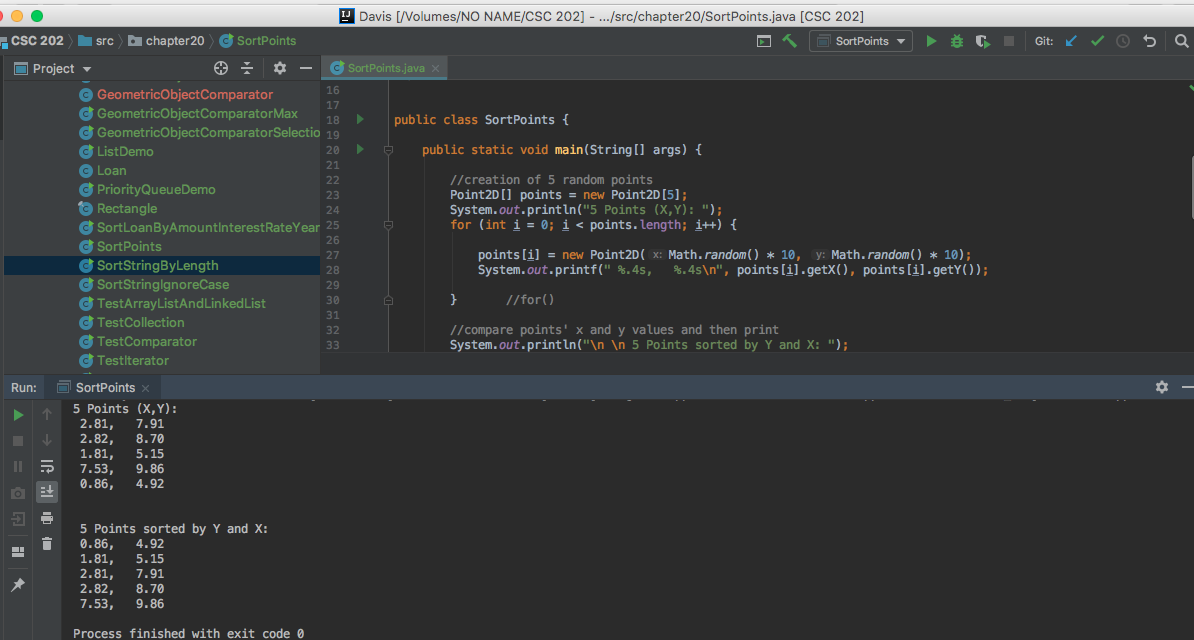 Davis [/Volumes/NO NAME/CSC 202] - .../src/chapter20/SortPoints.java [CSC 202]
CSC 202 src chapter20 SortPoints
SortPoints
Git:
Project
SortPoints.java
GeometricObjectComparator
GeometricObjectComparatorMax
GeometricObjectComparatorSelectio
ListDemo
Loan
PriorityQueueDemo
Rectangle
SortLoanByAmountInterestRateYear
SortPoints
SortStringByLength
SortStringIgnoreCase
TestArrayListAndLinkedList
TestCollection
TestComparator
TestIterator
16
17
18 public class SortPoints {
19
20 public static void main(String[] args) {
21
22 //creation of 5 random points
23 Point2D[] points = new Point2D[5];
24 System.out.println("5 Points (X,Y): ");
25 for (int i = 0; i < points.length; i++) {
26
27 points[i] = new Point2D( x: Math.random() * 10, y: Math.random() * 10);
28 System.out.printf(" %.4s,   %.4s\n", points[i].getX(), points[i].getY());
29
30 } //for()
31
32 //compare points' x and y values and then print
33 System.out.println("\n \n 5 Points sorted by Y and X: ");
Run: SortPoints
5 Points (X,Y):
2.81,   7.91
2.82,   8.70
1.81,   5.15
7.53,   9.86
0.86,   4.92
5 Points sorted by Y and X:
0.86,   4.92
1.81,   5.15
2.81,   7.91
2.82,   8.70
7.53,   9.86
Process finished with exit code 0